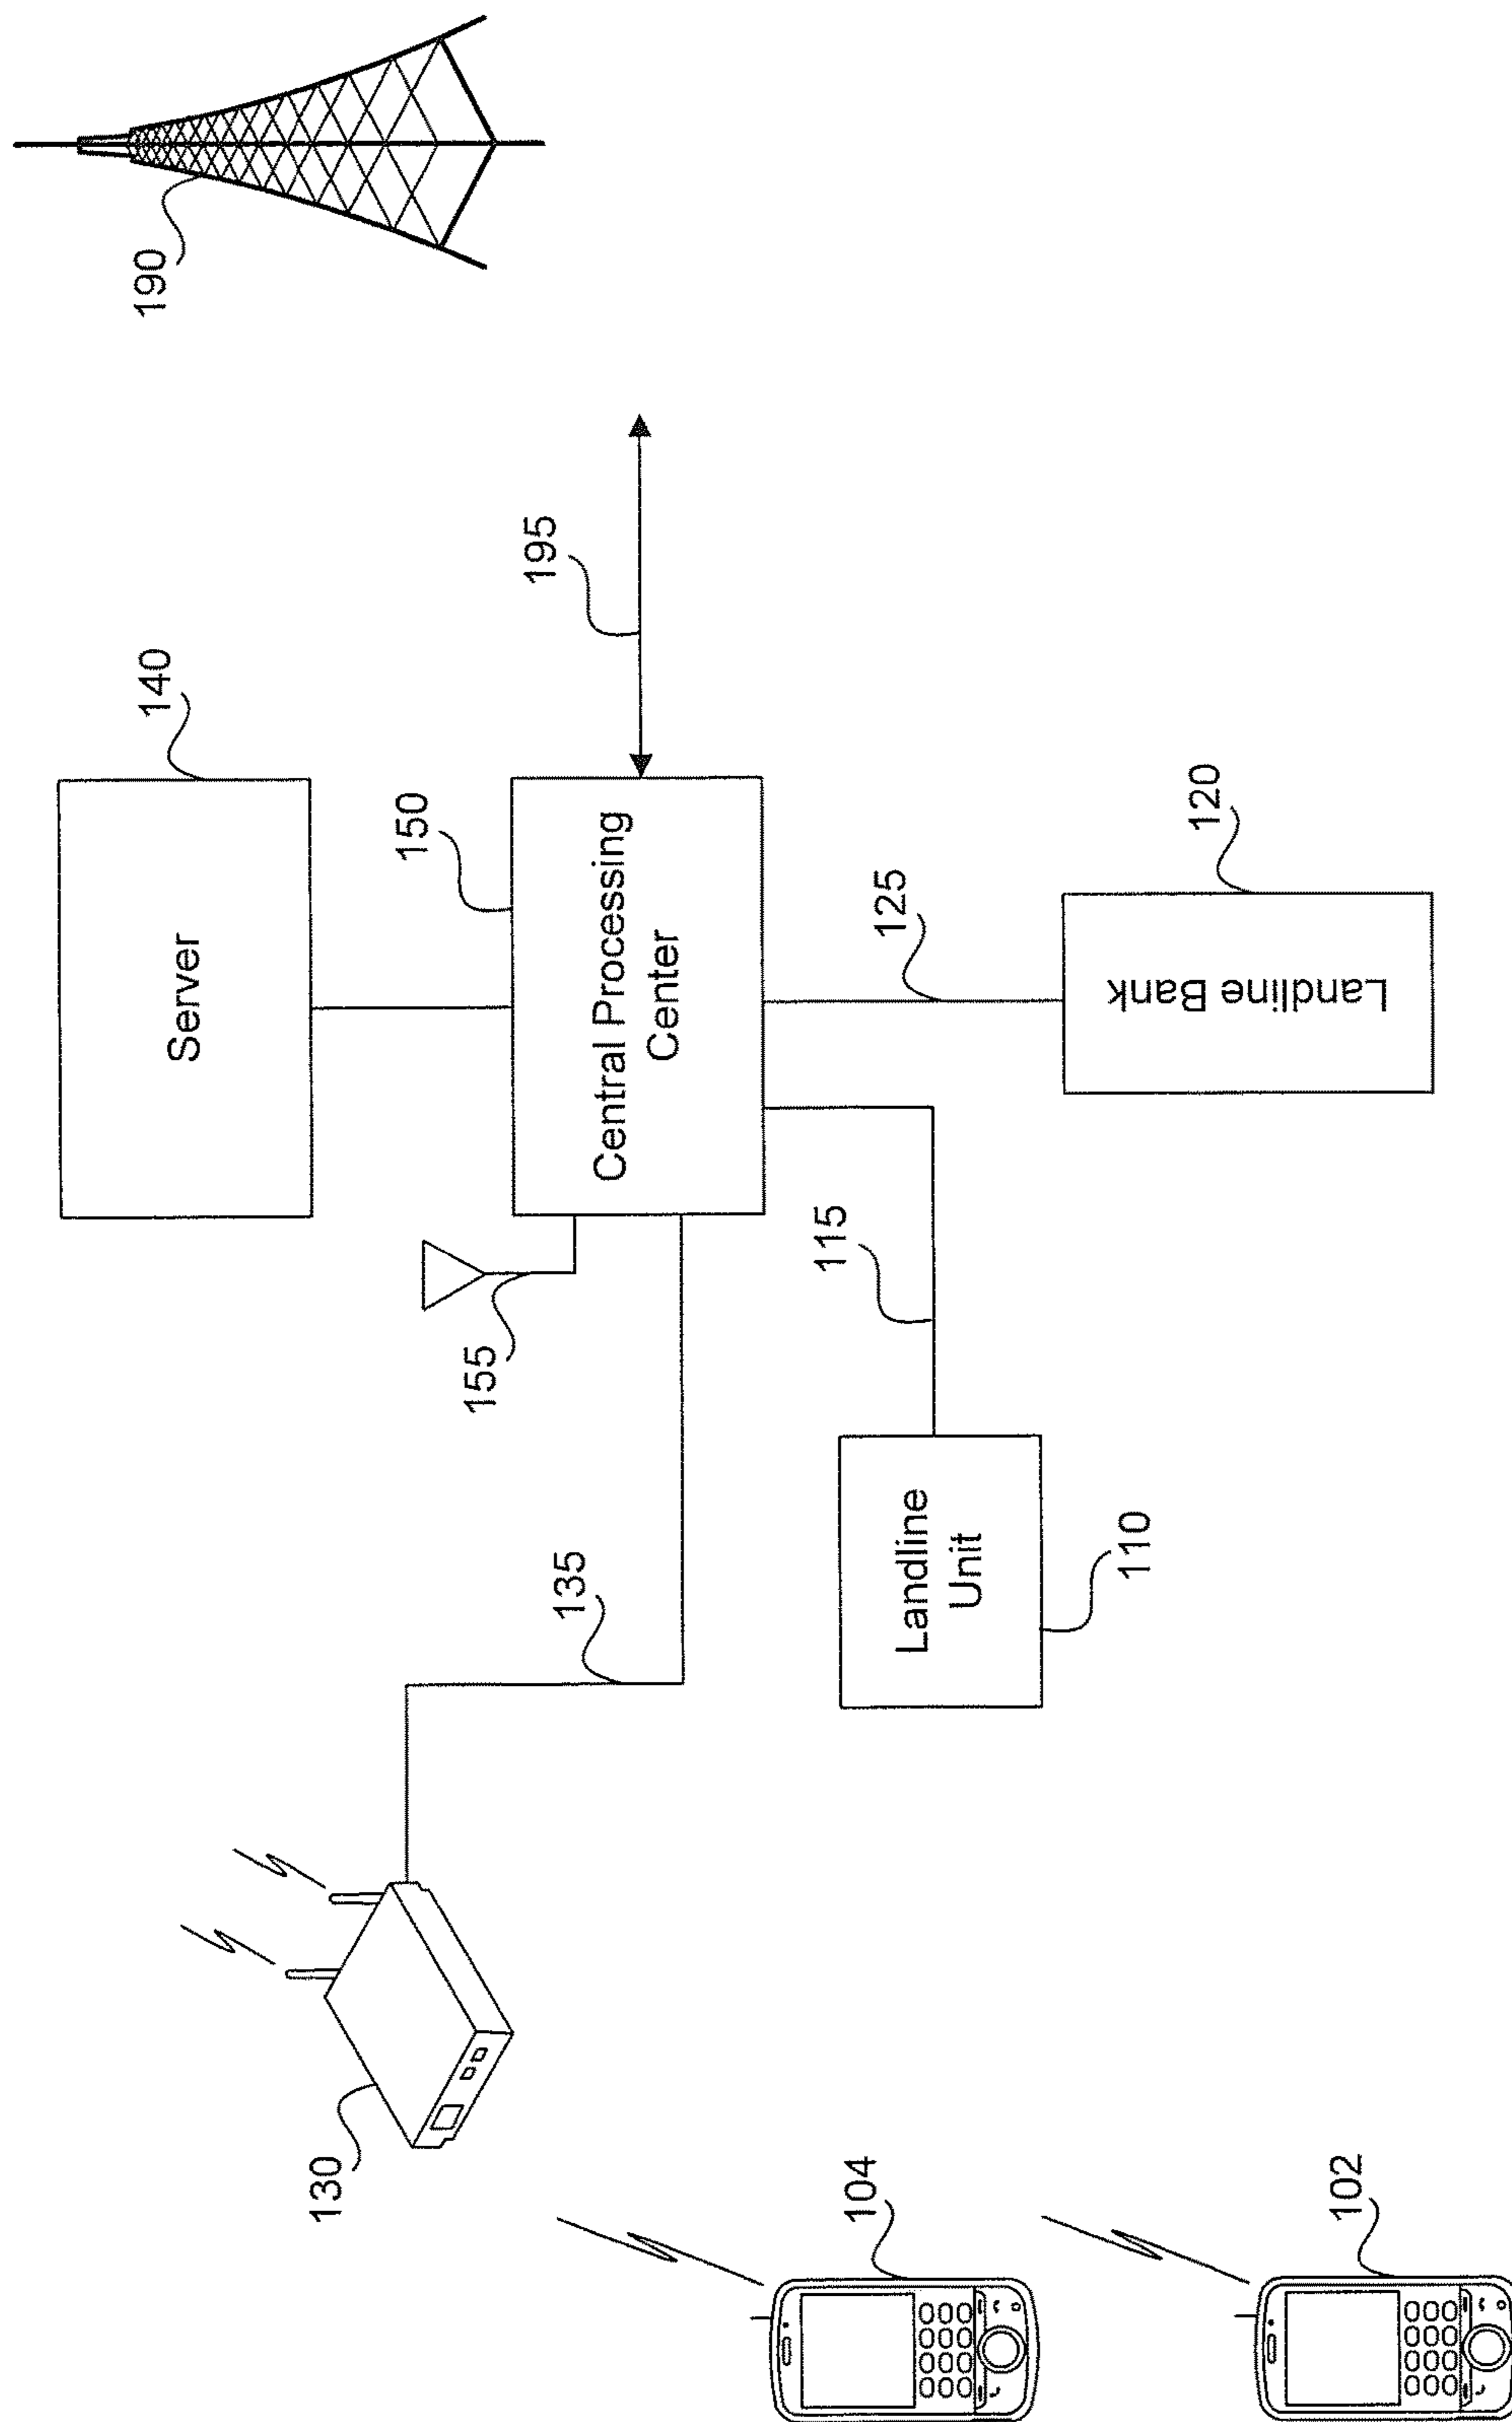 190
195
Server
140
Central Processing
Center
150
155
135
115
125
Landline Bank
120
Landline
Unit
110
130
104
102